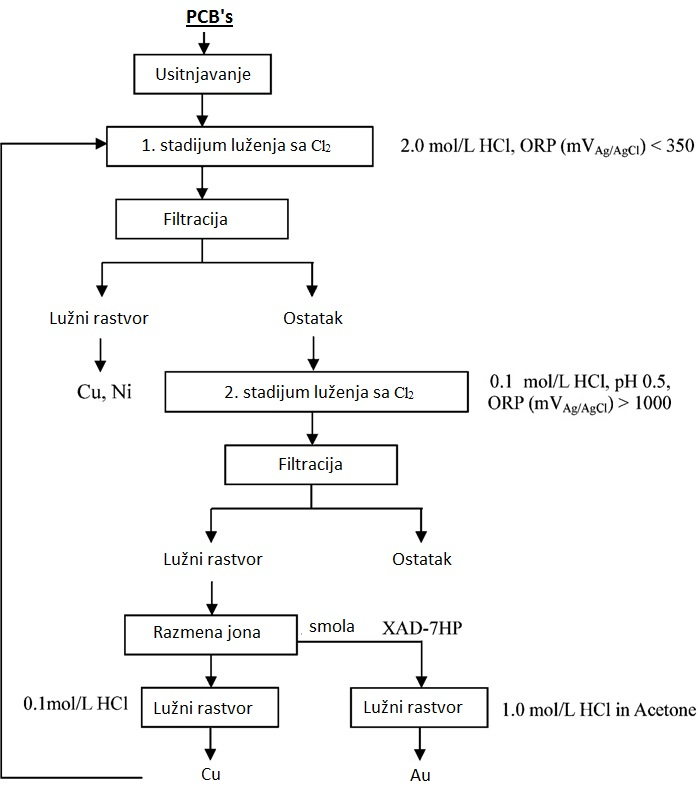 PCB's
Usitnjavanje
1. stadijum luženja sa Cl₂
2.0 mol/L HCl, ORP (mV_Ag/AgCl) < 350
Filtracija
Lužni rastvor
Ostatak
Cu, Ni
2. stadijum luženja sa Cl₂
0.1 mol/L HCl, pH 0.5,
ORP (mV_Ag/AgCl) > 1000
Filtracija
Lužni rastvor
Ostatak
Razmena jona
smola
XAD-7HP
0.1mol/L HCl
Lužni rastvor
Lužni rastvor
1.0 mol/L HCl in Acetone
Cu
Au